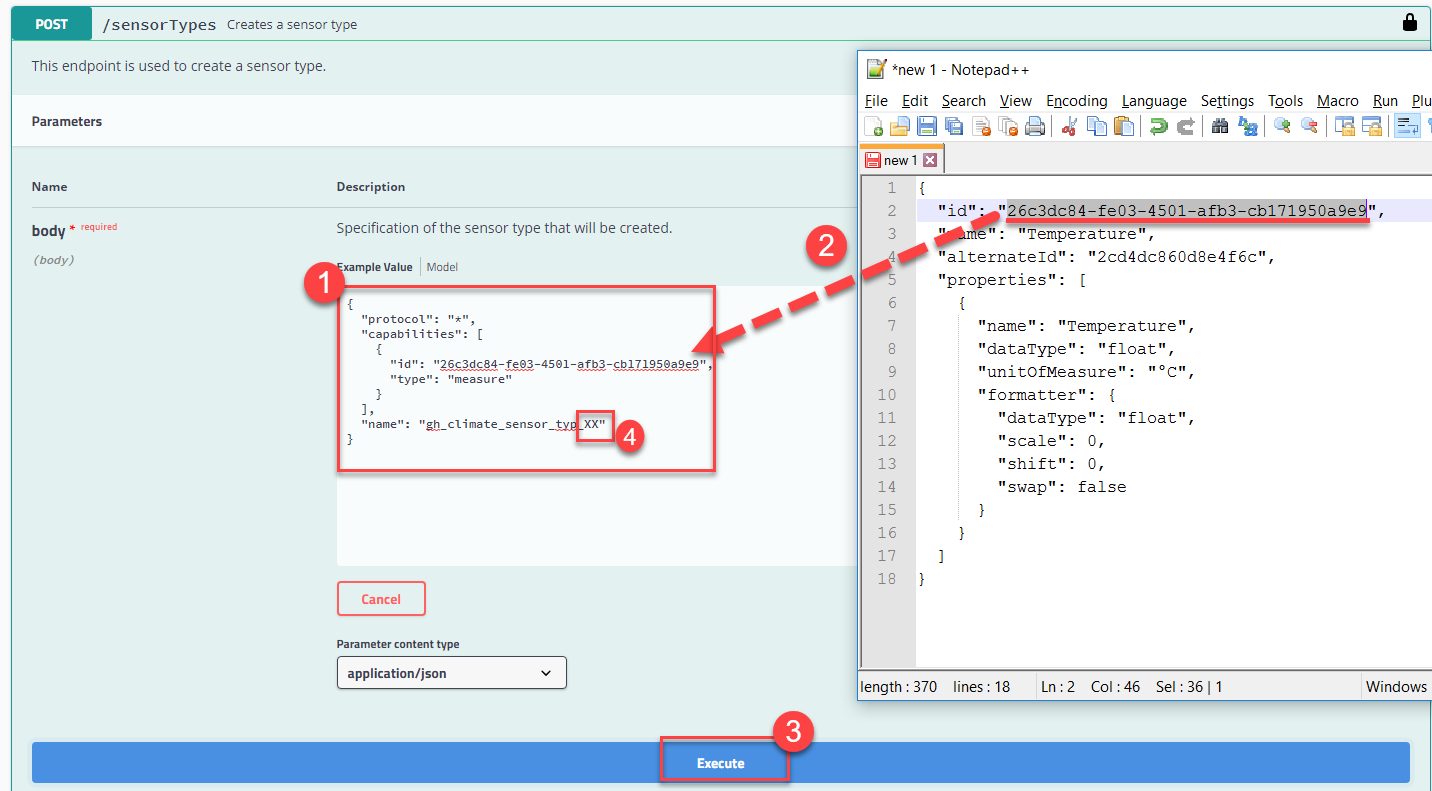 POST /sensorTypes Creates a sensor type
This endpoint is used to create a sensor type.
Parameters
Name Description
body * required
(body)
Specification of the sensor type that will be created.
Example Value Model
1
{
"protocol": "*",
"capabilities": [
{
"id": "26c3dc84-fe03-4501-afb3-cb171950a9e9",
"type": "measure"
}
],
"name": "gh_climate_sensor_typ_XX"
}
4
2
Cancel
Parameter content type
application/json
3
Execute
*new 1 - Notepad++
File Edit Search View Encoding Language Settings Tools Macro Run Plu
new 1
1 {
2 "id": "26c3dc84-fe03-4501-afb3-cb171950a9e9",
3 "name": "Temperature",
4 "alternateId": "2cd4dc860d8e4f6c",
5 "properties": [
6 {
7 "name": "Temperature",
8 "dataType": "float",
9 "unitOfMeasure": "°C",
10 "formatter": {
11 "dataType": "float",
12 "scale": 0,
13 "shift": 0,
14 "swap": false
15 }
16 }
17 ]
18 }
length : 370 lines : 18 Ln : 2 Col : 46 Sel : 36 | 1 Windows